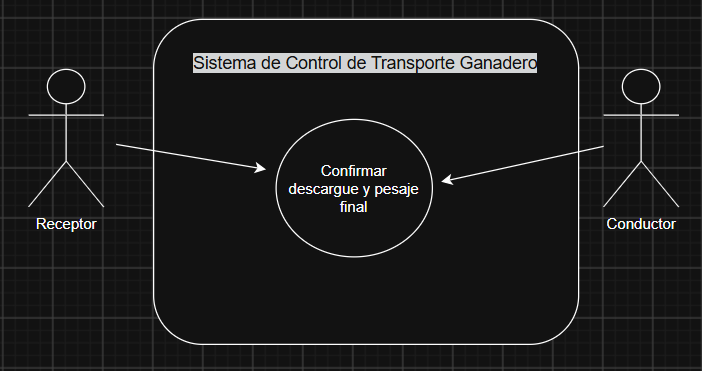 Sistema de Control de Transporte Ganadero
Confirmar
descargue y pesaje
final
Receptor
Conductor